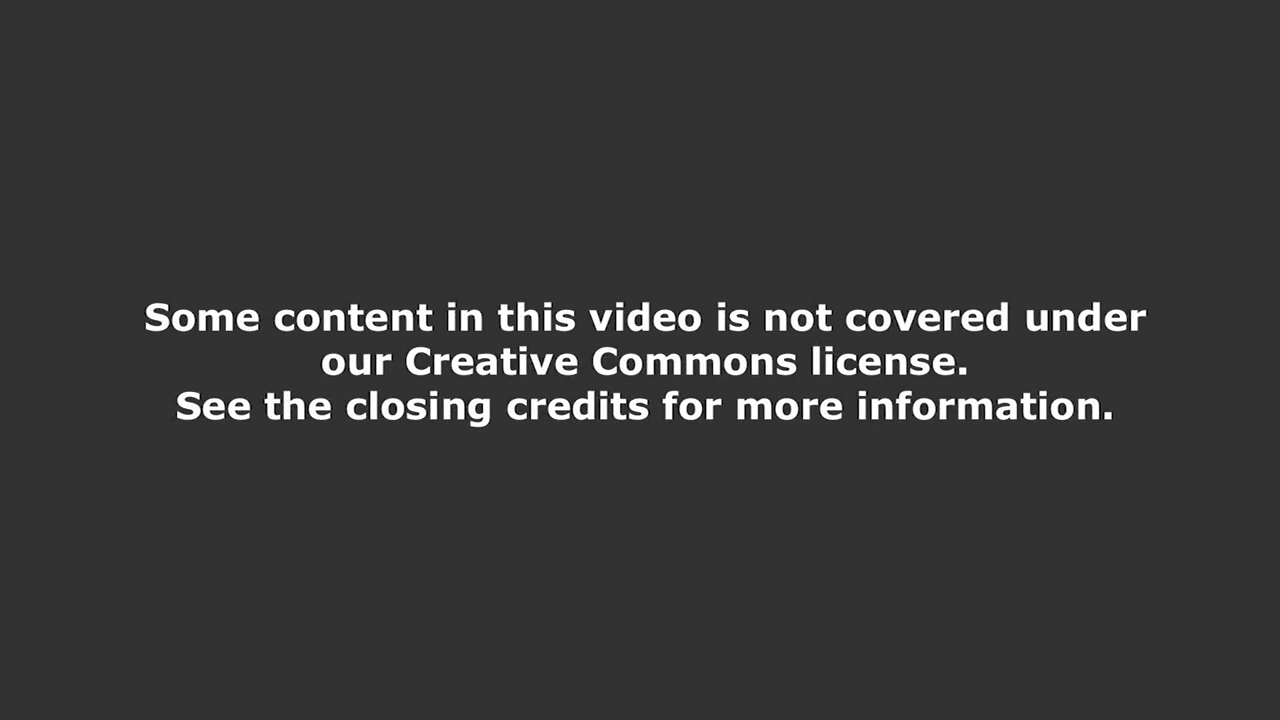 Some content in this video is not covered under
our Creative Commons license.
See the closing credits for more information.